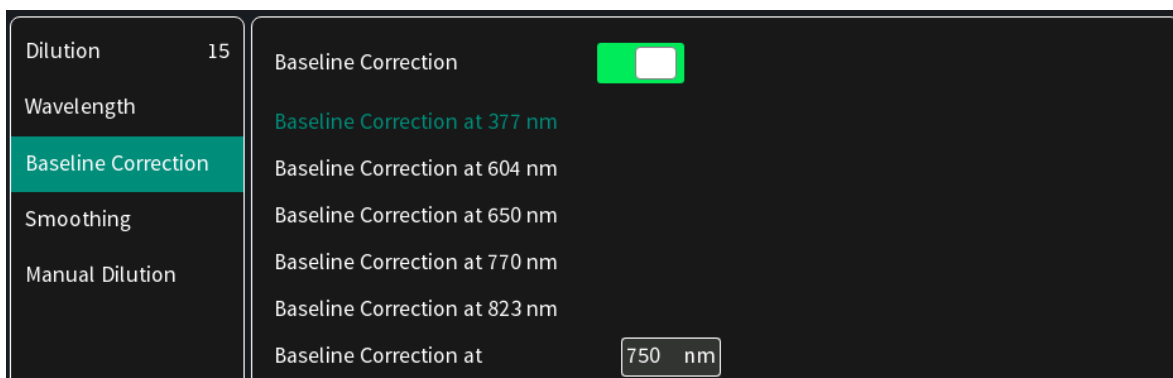 Dilution 15
Wavelength
Baseline Correction
Smoothing
Manual Dilution
Baseline Correction
Baseline Correction at 377 nm
Baseline Correction at 604 nm
Baseline Correction at 650 nm
Baseline Correction at 770 nm
Baseline Correction at 823 nm
Baseline Correction at 750 nm